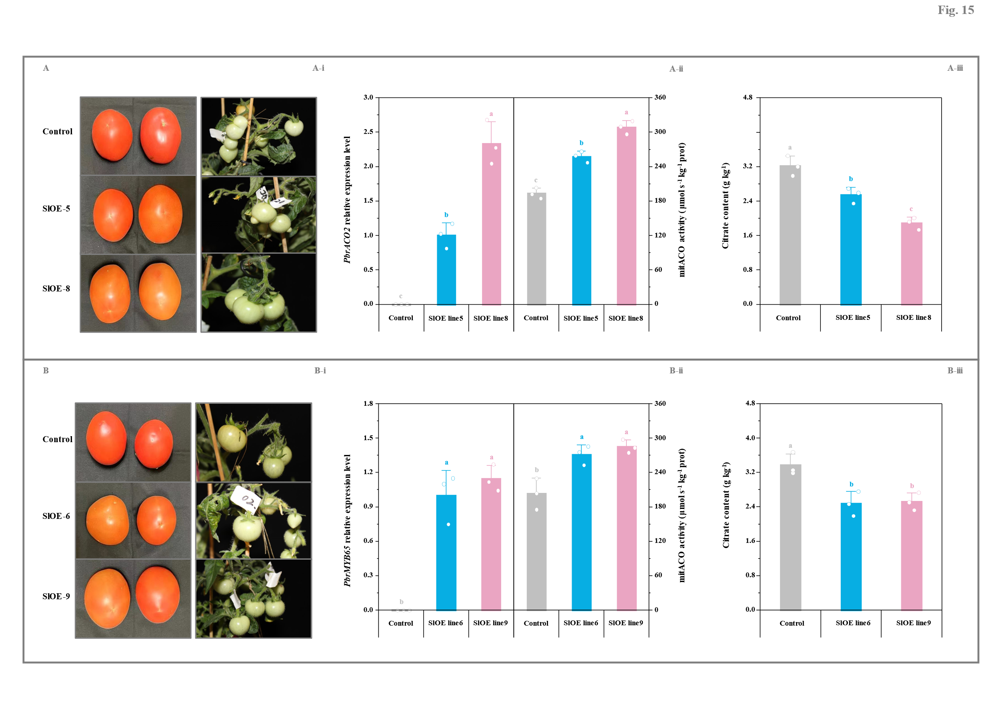 Fig. 15
A
A-i
A-ii
A-iii
Control
SlOE-5
SlOE-8
PbrACO2 relative expression level
3.0
2.5
2.0
1.5
1.0
0.5
0.0
c
b
a
c
b
a
360
300
240
180
120
60
0
mitACO activity (μmol s⁻¹ kg⁻¹ prot)
Control
SlOE line5
SlOE line8
Control
SlOE line5
SlOE line8
Citrate content (g kg⁻¹)
4.8
3.2
2.4
1.6
0.8
0.0
a
b
c
Control
SlOE line5
SlOE line8
B
B-i
B-ii
B-iii
Control
SlOE-6
SlOE-9
02.
PbrMYB65 relative expression level
1.8
1.5
1.2
0.9
0.6
0.3
0.0
b
a
a
b
a
a
360
300
240
180
120
60
0
mitACO activity (μmol s⁻¹ kg⁻¹ prot)
Control
SlOE line6
SlOE line9
Control
SlOE line6
SlOE line9
Citrate content (g kg⁻¹)
4.8
4.0
3.2
2.4
1.6
0.8
0.0
a
b
b
Control
SlOE line6
SlOE line9